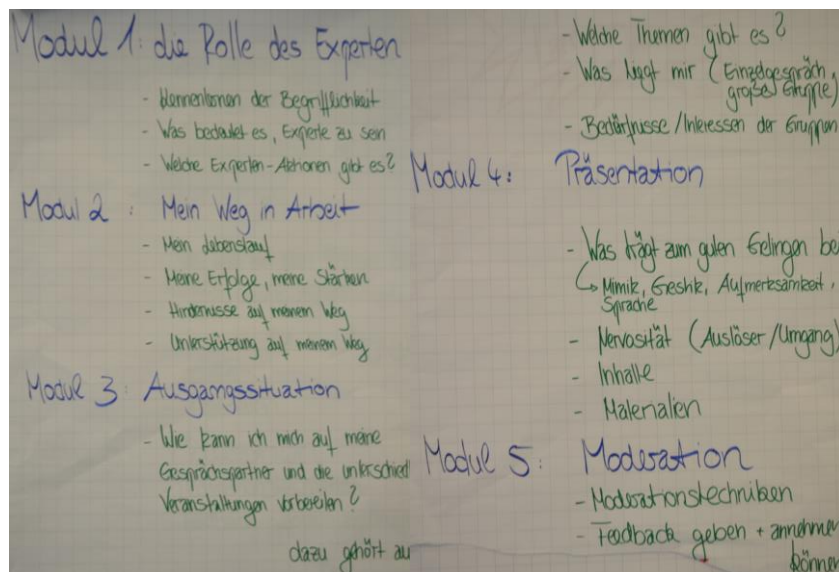 Modul 1: die Rolle des Experten
- Kennenlernen der Begrifflichkeit
- Was bedeutet es, Experte zu sein
- Welche Experten-Aktionen gibt es?
Modul 2 : Mein Weg in Arbeit
- Mein Lebenslauf
- Meine Erfolge, meine Stärken
- Hindernisse auf meinem Weg
- Unterstützung auf meinem Weg
Modul 3: Ausgangssituation
- Wie kann ich mich auf meine
Gesprächspartner und die unterschiedl
Veranstaltungen vorbereiten?
dazu gehört au
- Welche Themen gibt es?
- Was liegt mir (Einzelgespräch,
große Gruppe)
- Bedürfnisse/Interessen der Gruppen
Modul 4: Präsentation
- Was trägt zum guten Gelingen be
↳ Mimik, Gestik, Aufmerksamkeit,
Sprache
- Nervosität (Auslöser/Umgang)
- Inhalte
- Materialien
Modul 5: Moderation
- Moderationstechniken
- Feedback geben + annehmen
können